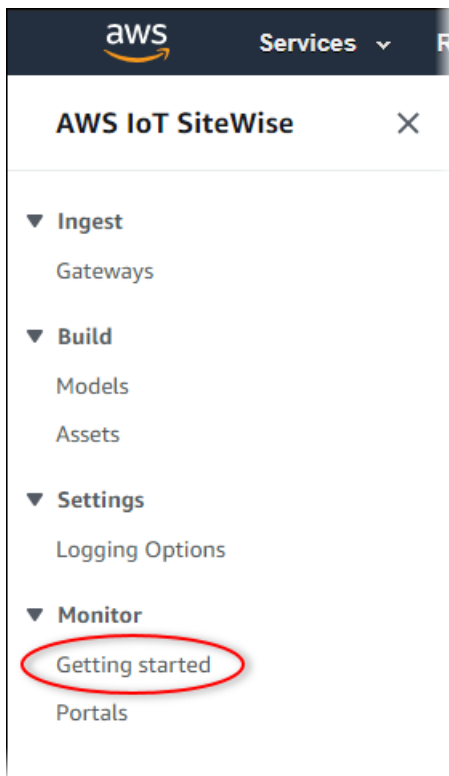 aws
Services
AWS IoT SiteWise
Ingest
Gateways
Build
Models
Assets
Settings
Logging Options
Monitor
Getting started
Portals